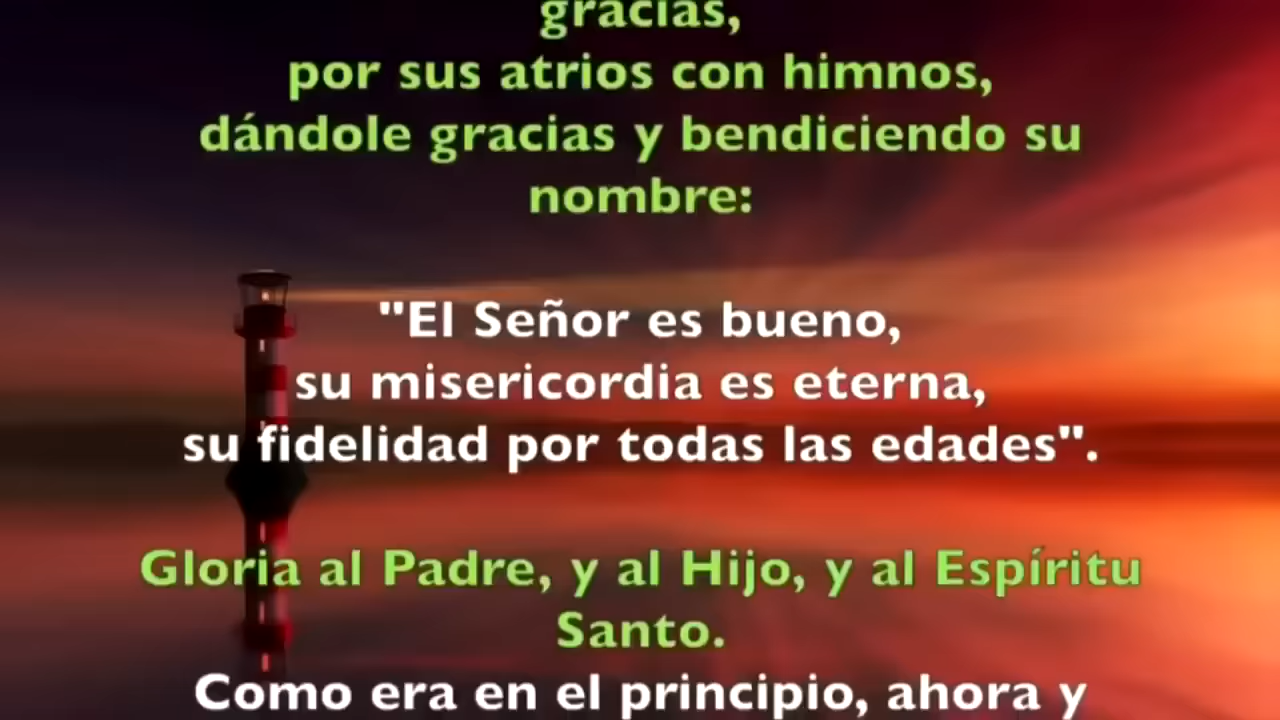 gracias,
por sus atrios con himnos,
dándole gracias y bendiciendo su
nombre:
"El Señor es bueno,
su misericordia es eterna,
su fidelidad por todas las edades".
Gloria al Padre, y al Hijo, y al Espíritu
Santo.
Como era en el principio, ahora y